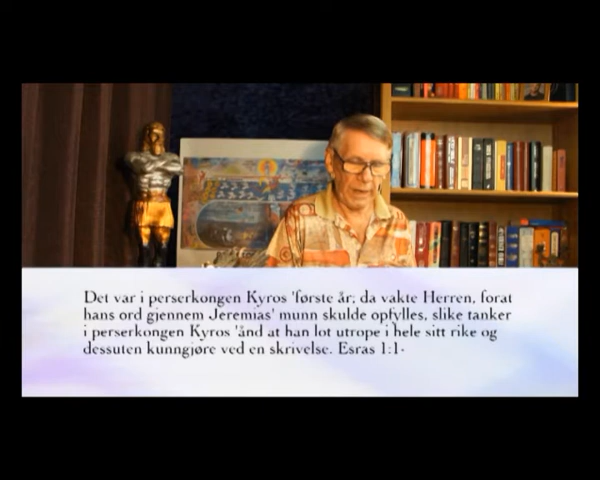 Det var i perserkongen Kyros 'første år; da vakte Herren, forat
hans ord gjennem Jeremias' munn skulde opfylles, slike tanker
i perserkongen Kyros 'ånd at han lot utrope i hele sitt rike og
dessuten kunngjøre ved en skrivelse. Esras 1:1-